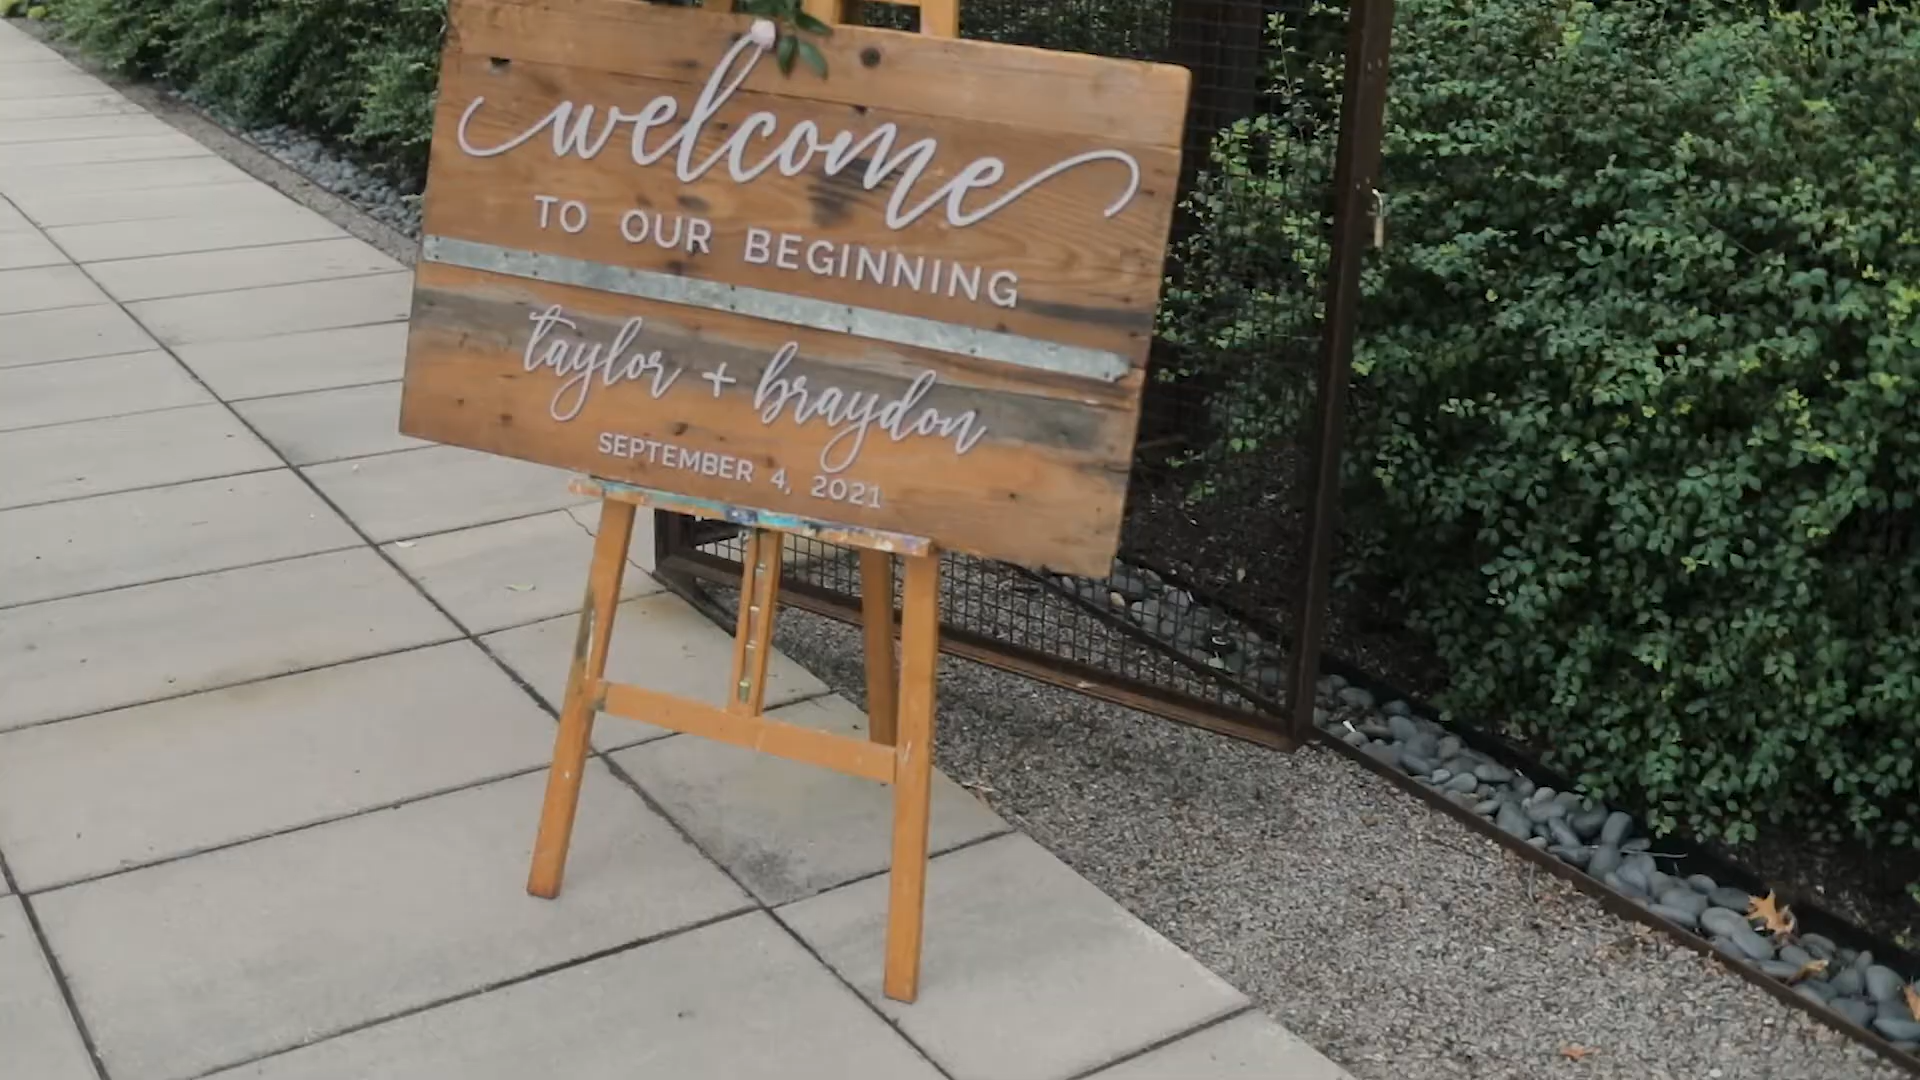 welcome
TO OUR BEGINNING
taylor + braydon
SEPTEMBER 4, 2021